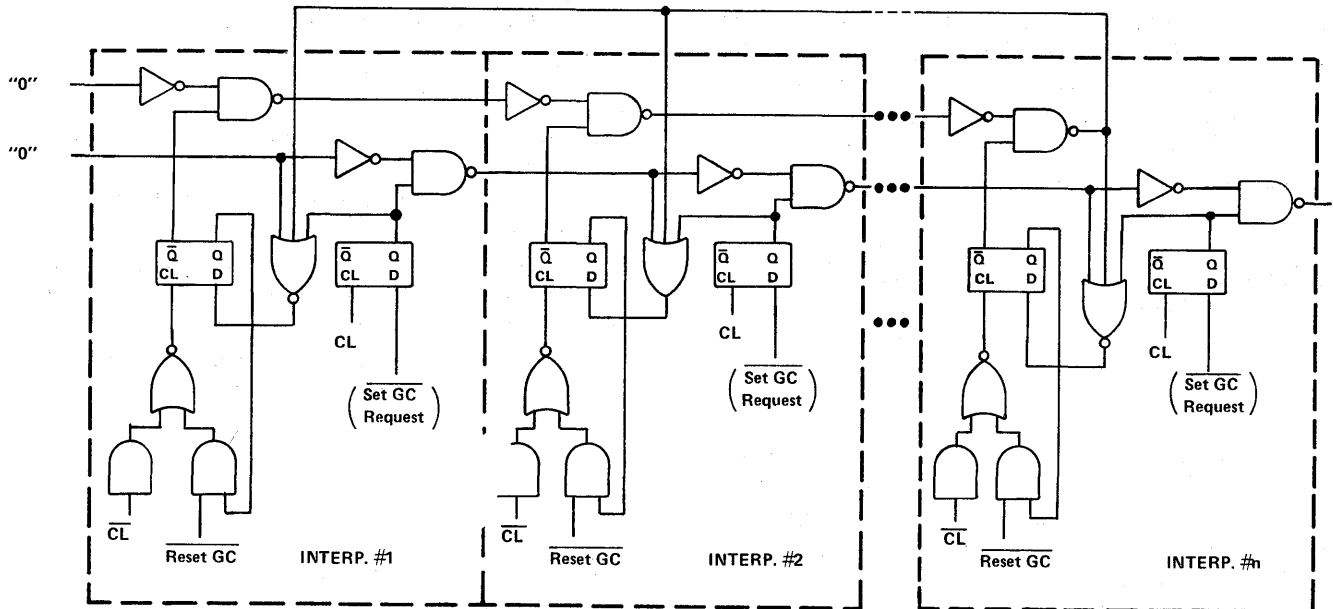 "0"
"0"
Q̅ Q
CL D
Q̅ Q
CL D
CL
(Set GC
Request)
CL
Reset GC
INTERP. #1
Q̅ Q
CL D
Q̅ Q
CL D
CL
(Set GC
Request)
CL
Reset GC
INTERP. #2
Q̅ Q
CL D
Q̅ Q
CL D
CL
(Set GC
Request)
CL
Reset GC
INTERP. #n